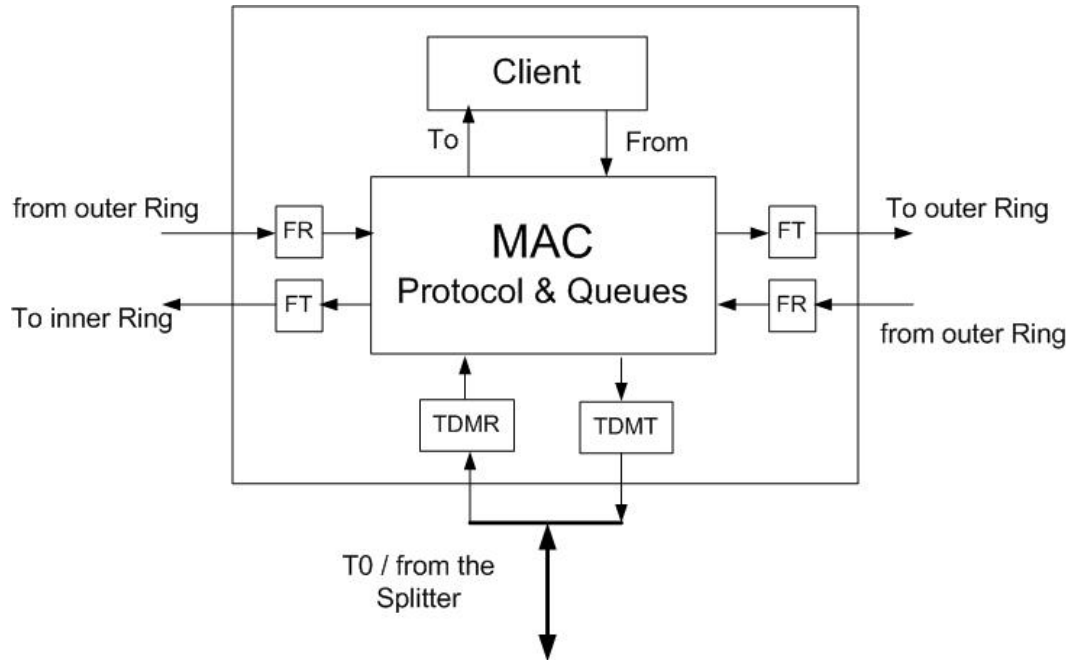 Client
To
From
from outer Ring
FR
MAC
Protocol & Queues
FT
To outer Ring
To inner Ring
FT
FR
from outer Ring
TDMR
TDMT
T0 / from the
Splitter